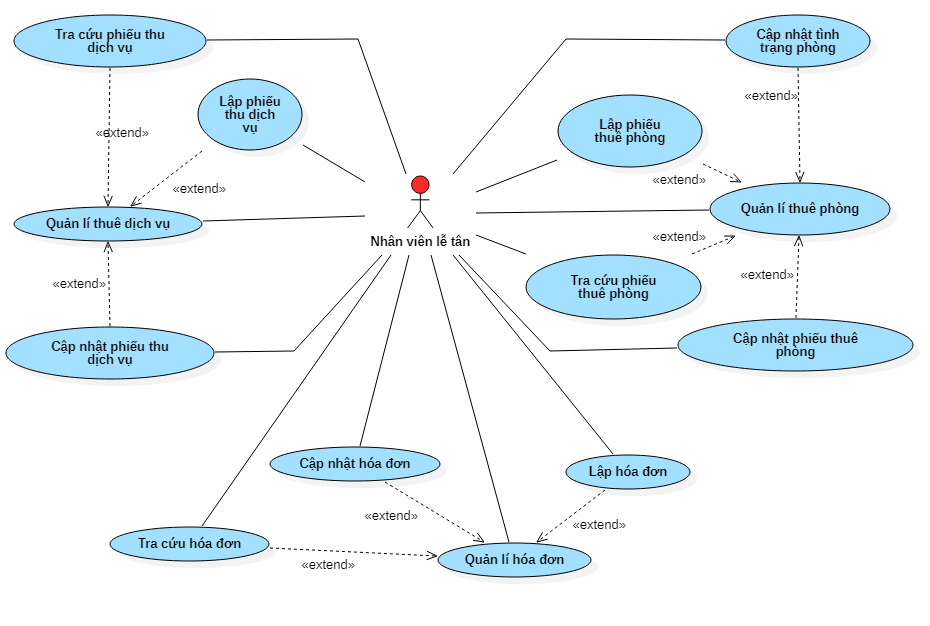 Tra cứu phiếu thu
dịch vụ
Cập nhật tình
trạng phòng
Lập phiếu
thu dịch
vụ
«extend»
Lập phiếu
thuê phòng
«extend»
«extend»
«extend»
Quản lí thuê dịch vụ
Quản lí thuê phòng
Nhân viên lễ tân
«extend»
Tra cứu phiếu
thuê phòng
«extend»
«extend»
Cập nhật phiếu thu
dịch vụ
Cập nhật phiếu thuê
phòng
Cập nhật hóa đơn
Lập hóa đơn
«extend»
«extend»
Tra cứu hóa đơn
«extend»
Quản lí hóa đơn